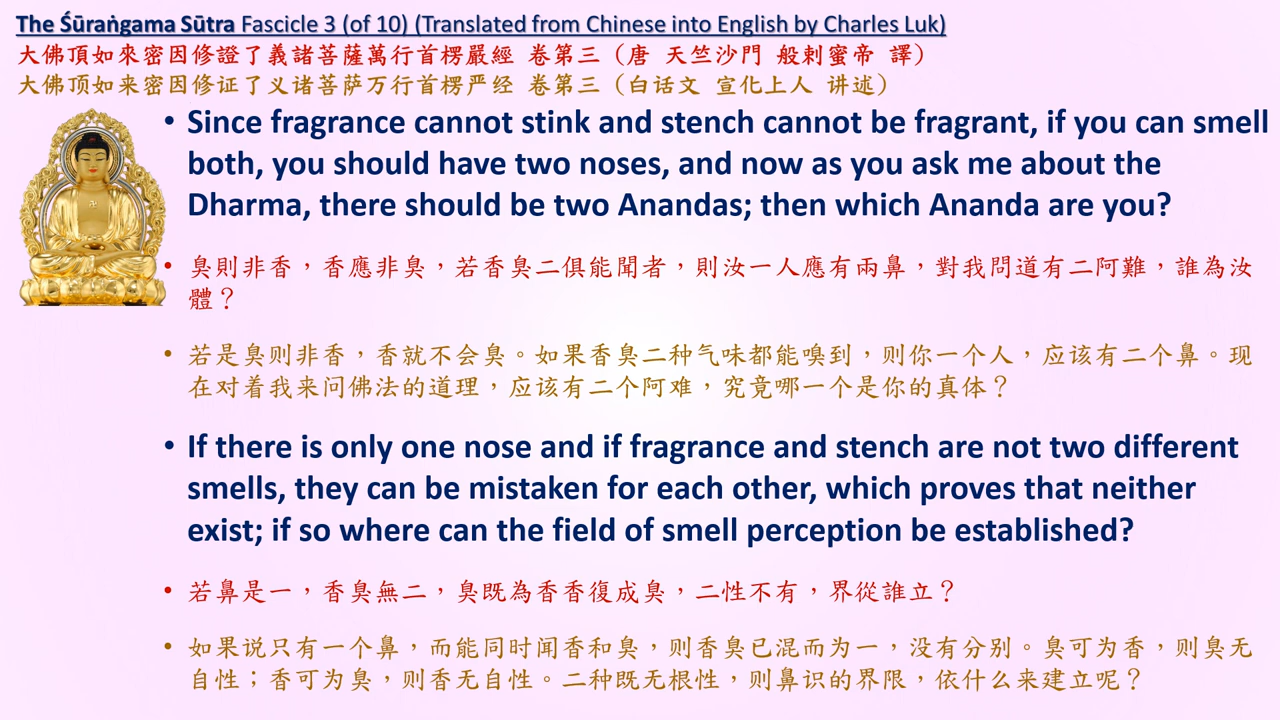 The Śūraṅgama Sūtra Fascicle 3 (of 10) (Translated from Chinese into English by Charles Luk)
大佛頂如來密因修證了義諸菩薩萬行首楞嚴經 卷第三（唐 天竺沙門 般剌蜜帝 譯）
大佛顶如来密因修证了义诸菩萨万行首楞严经 卷第三（白话文 宣化上人 讲述）
• Since fragrance cannot stink and stench cannot be fragrant, if you can smell
both, you should have two noses, and now as you ask me about the
Dharma, there should be two Anandas; then which Ananda are you?
• 臭則非香，香應非臭，若香臭二俱能聞者，則汝一人應有兩鼻，對我問道有二阿難，誰為汝
體？
• 若是臭则非香，香就不会臭。如果香臭二种气味都能嗅到，则你一个人，应该有二个鼻。现
在对着我来问佛法的道理，应该有二个阿难，究竟哪一个是你的真体？
• If there is only one nose and if fragrance and stench are not two different
smells, they can be mistaken for each other, which proves that neither
exist; if so where can the field of smell perception be established?
• 若鼻是一，香臭無二，臭既為香香復成臭，二性不有，界從誰立？
• 如果说只有一个鼻，而能同时闻香和臭，则香臭已混而为一，没有分别。臭可为香，则臭无
自性；香可为臭，则香无自性。二种既无根性，则鼻识的界限，依什么来建立呢？